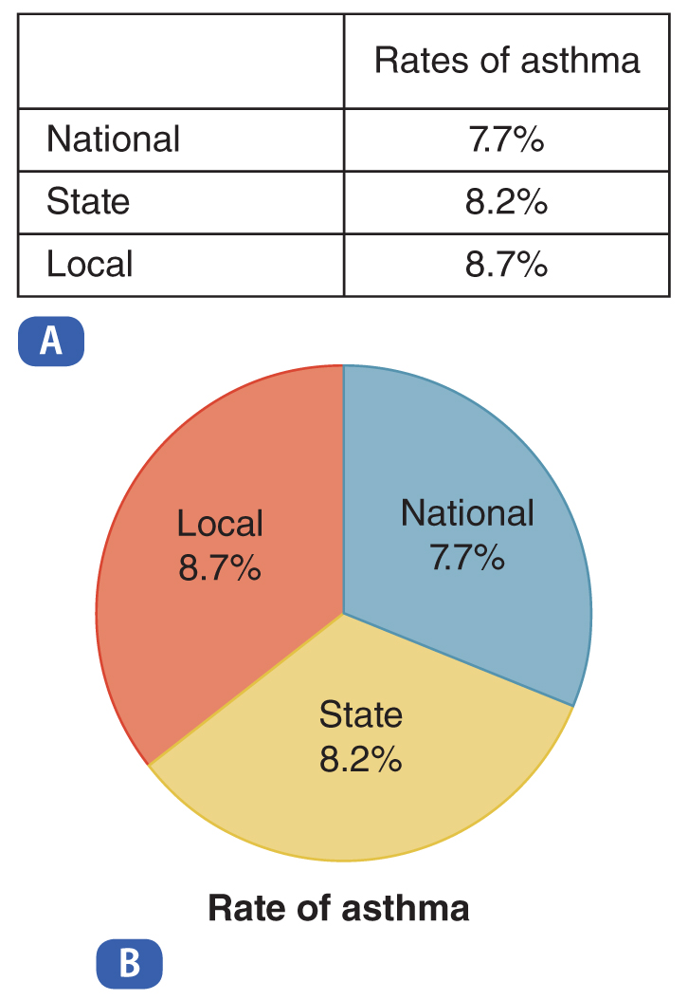 Rates of asthma
National 7.7%
State 8.2%
Local 8.7%
A
Local
8.7%
National
7.7%
State
8.2%
Rate of asthma
B